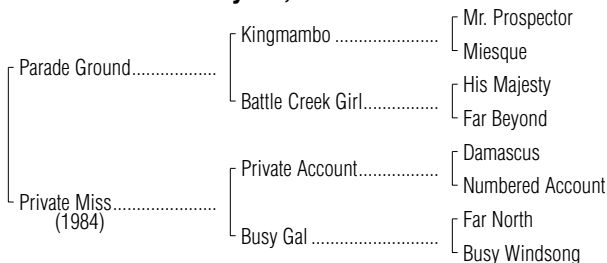 Parade Ground..................
Kingmambo ......................
Mr. Prospector
Miesque
Battle Creek Girl................
His Majesty
Far Beyond
Private Miss......................
(1984)
Private Account.................
Damascus
Numbered Account
Busy Gal ...........................
Far North
Busy Windsong